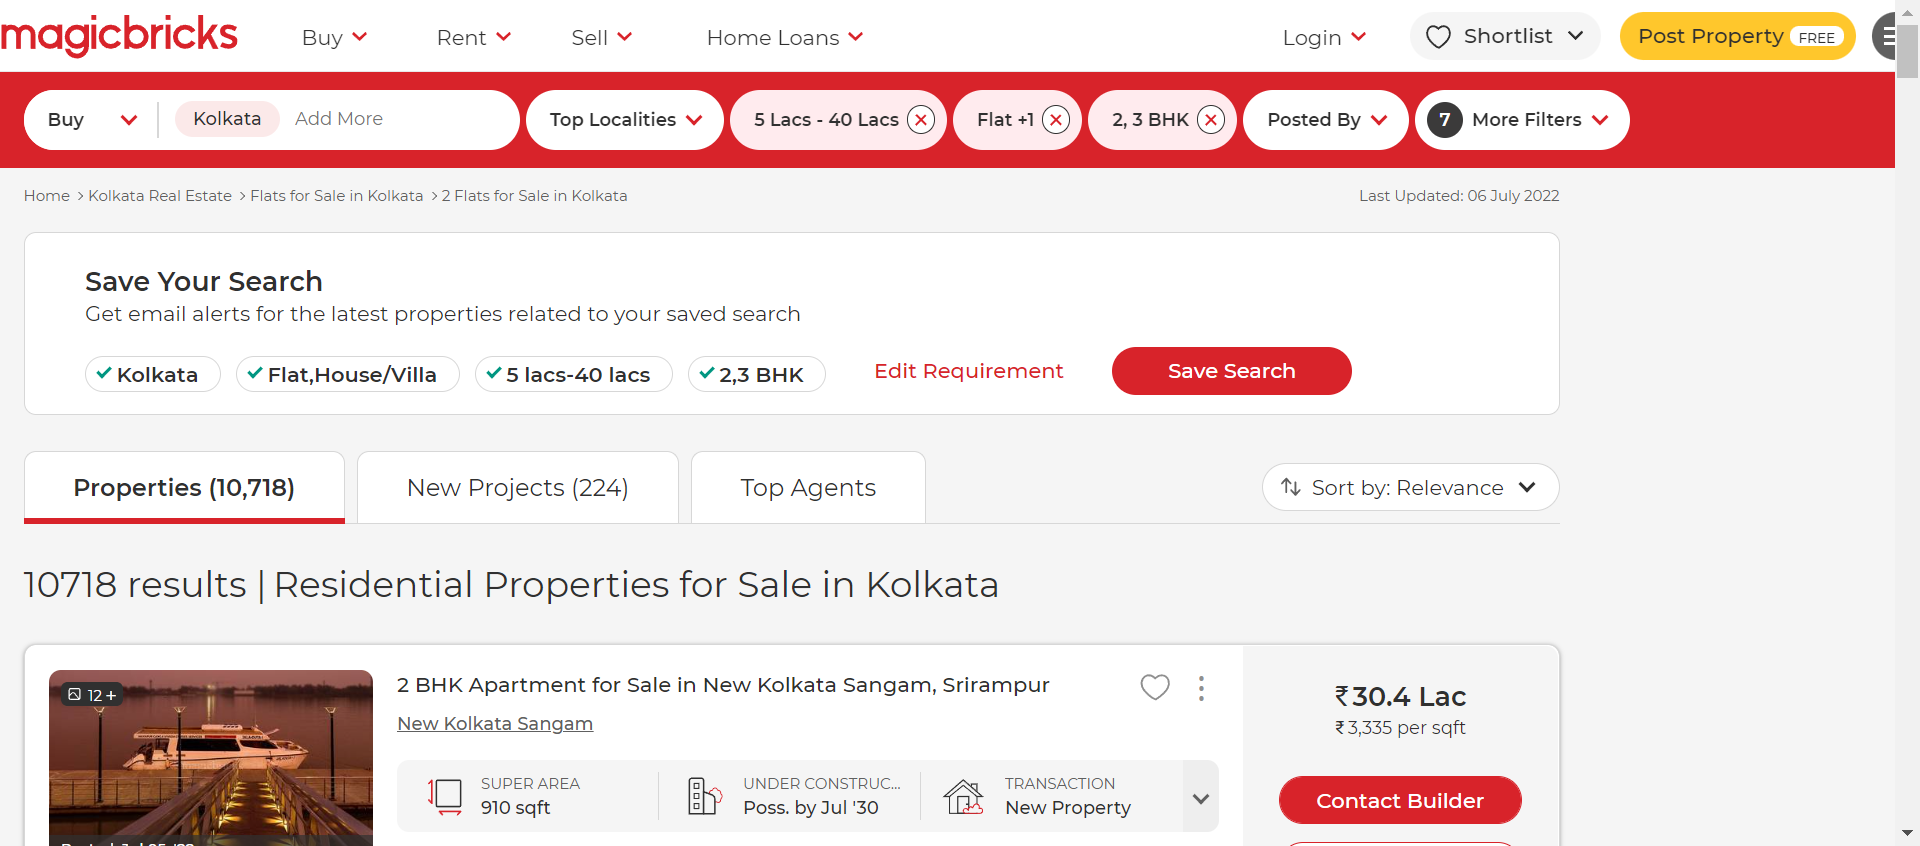 magicbricks Buy Rent Sell Home Loans Login Shortlist Post Property FREE
Buy Kolkata Add More Top Localities 5 Lacs - 40 Lacs Flat +1 2, 3 BHK Posted By 7 More Filters
Home > Kolkata Real Estate > Flats for Sale in Kolkata > 2 Flats for Sale in Kolkata Last Updated: 06 July 2022
Save Your Search
Get email alerts for the latest properties related to your saved search
Kolkata Flat,House/Villa 5 lacs-40 lacs 2,3 BHK Edit Requirement Save Search
Properties (10,718) New Projects (224) Top Agents Sort by: Relevance
10718 results | Residential Properties for Sale in Kolkata
12+
2 BHK Apartment for Sale in New Kolkata Sangam, Srirampur
New Kolkata Sangam
SUPER AREA
910 sqft
UNDER CONSTRUC...
Poss. by Jul '30
TRANSACTION
New Property
₹30.4 Lac
₹3,335 per sqft
Contact Builder